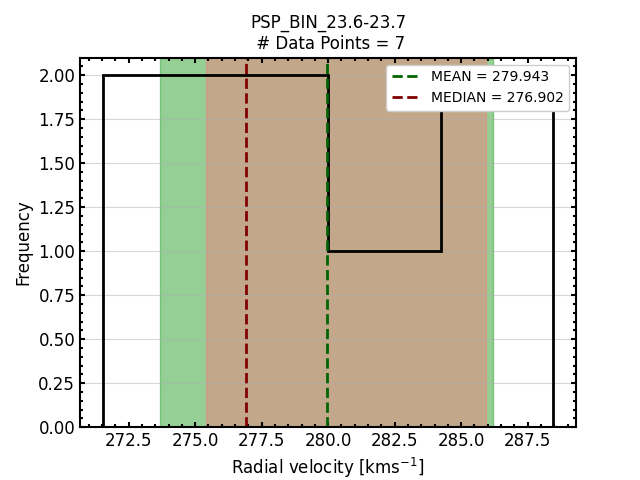 PSP_BIN_23.6-23.7
# Data Points = 7
MEAN = 279.943
MEDIAN = 276.902
Frequency
2.00
1.75
1.50
1.25
1.00
0.75
0.50
0.25
0.00
272.5 275.0 277.5 280.0 282.5 285.0 287.5
Radial velocity [kms⁻¹]